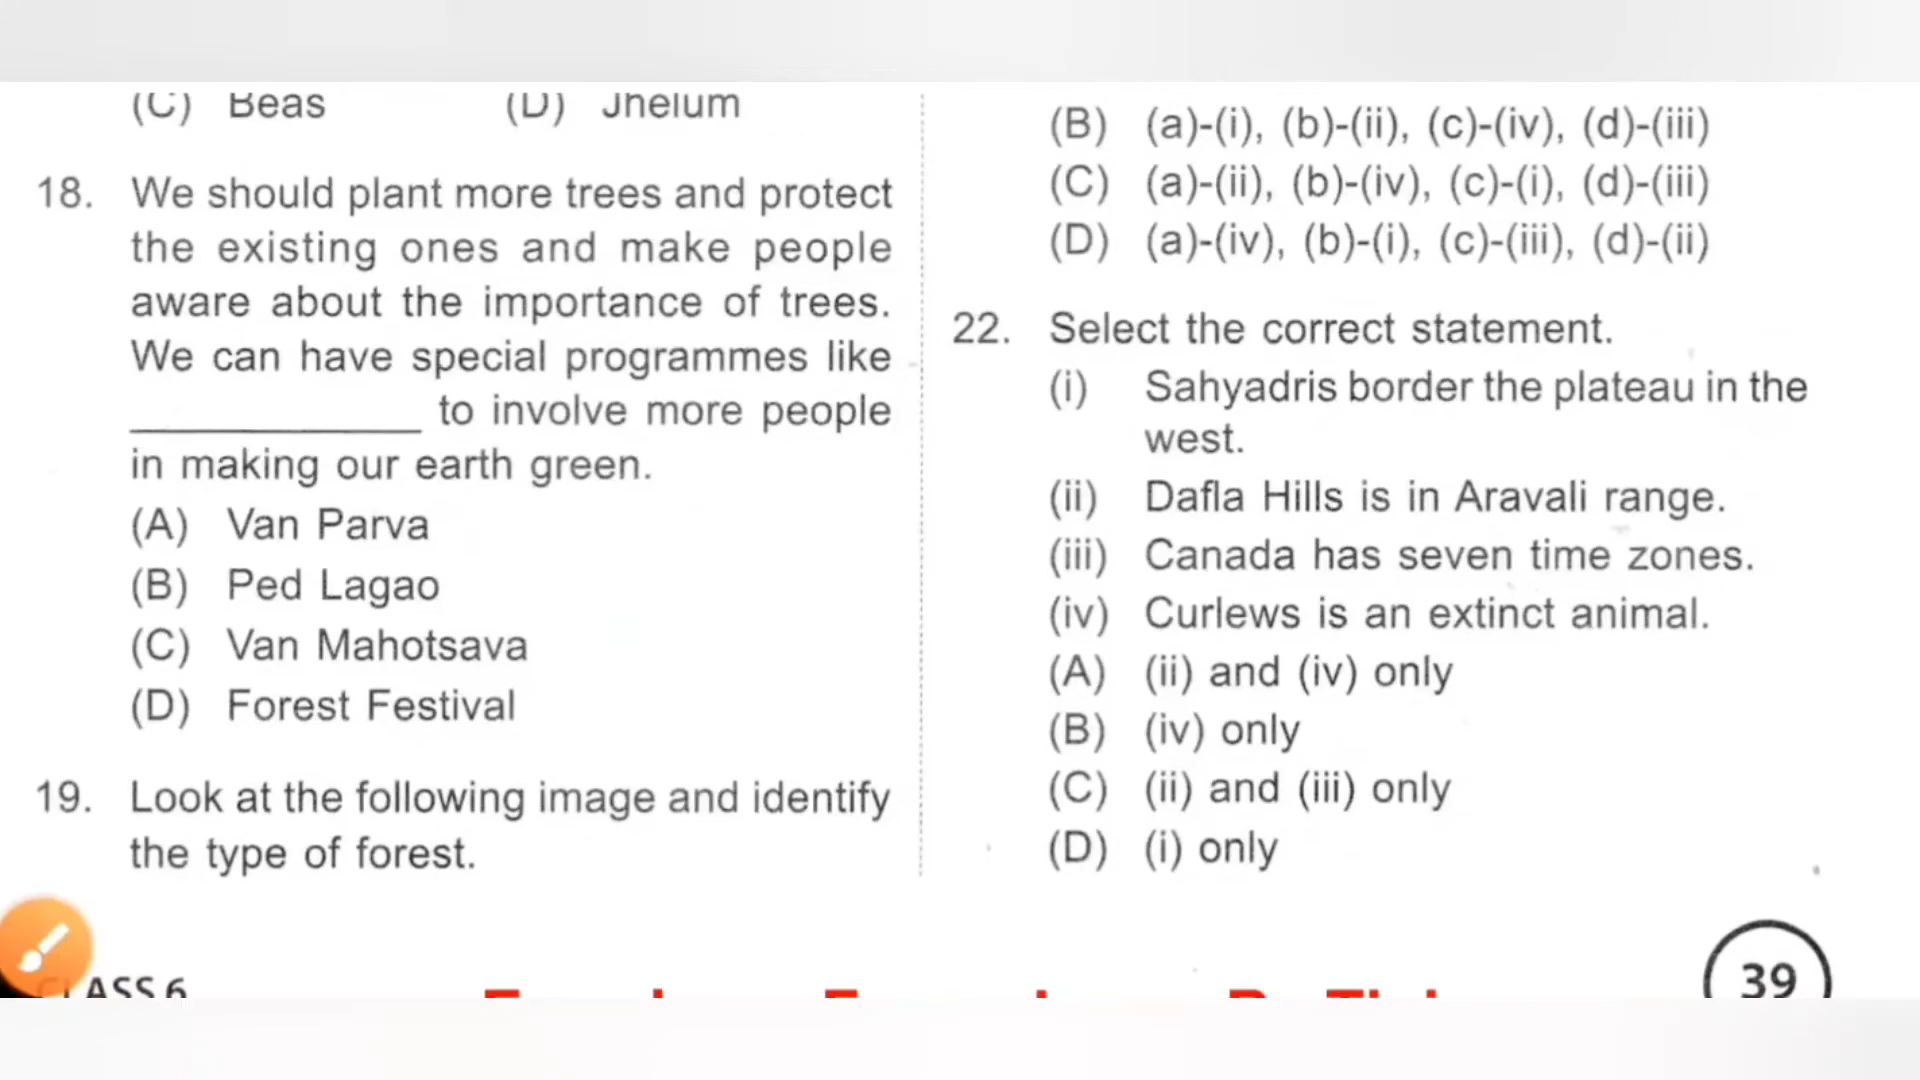 (C) Beas (D) Jhelum
18. We should plant more trees and protect
the existing ones and make people
aware about the importance of trees.
We can have special programmes like
____________ to involve more people
in making our earth green.
(A) Van Parva
(B) Ped Lagao
(C) Van Mahotsava
(D) Forest Festival
19. Look at the following image and identify
the type of forest.
(B) (a)-(i), (b)-(ii), (c)-(iv), (d)-(iii)
(C) (a)-(ii), (b)-(iv), (c)-(i), (d)-(iii)
(D) (a)-(iv), (b)-(i), (c)-(iii), (d)-(ii)
22. Select the correct statement.
(i) Sahyadris border the plateau in the
west.
(ii) Dafla Hills is in Aravali range.
(iii) Canada has seven time zones.
(iv) Curlews is an extinct animal.
(A) (ii) and (iv) only
(B) (iv) only
(C) (ii) and (iii) only
(D) (i) only
CLASS 6
39